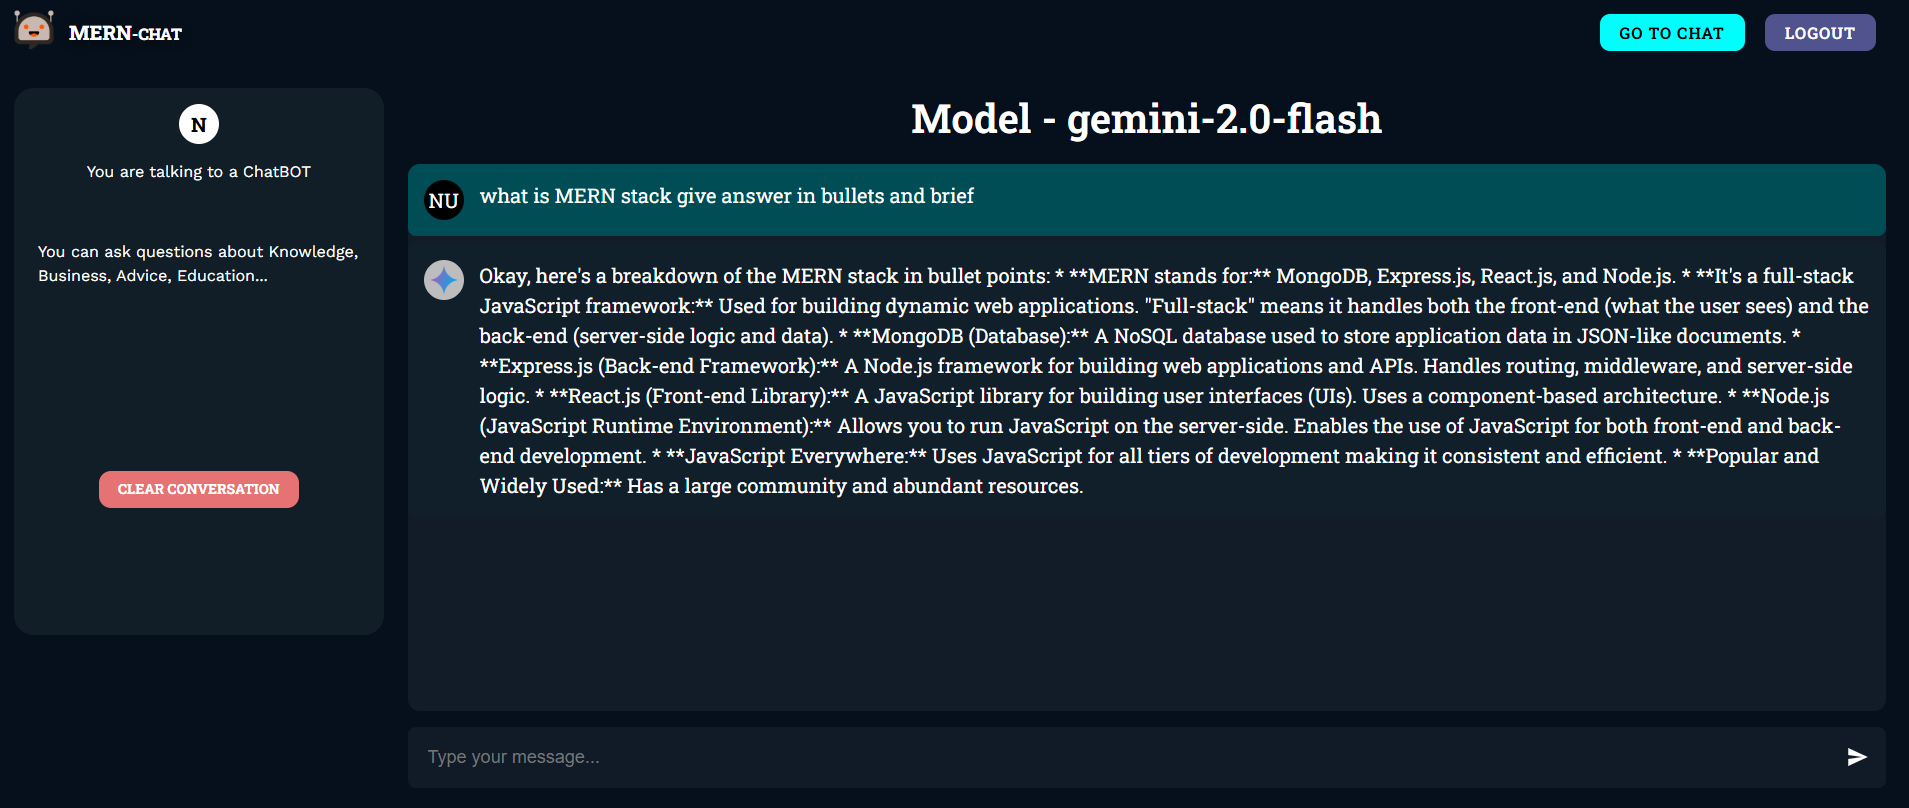 MERN-CHAT
GO TO CHAT
LOGOUT
N
You are talking to a ChatBOT
You can ask questions about Knowledge,
Business, Advice, Education...
CLEAR CONVERSATION
Model - gemini-2.0-flash
NU
what is MERN stack give answer in bullets and brief
Okay, here's a breakdown of the MERN stack in bullet points: * **MERN stands for:** MongoDB, Express.js, React.js, and Node.js. * **It's a full-stack
JavaScript framework:** Used for building dynamic web applications. "Full-stack" means it handles both the front-end (what the user sees) and the
back-end (server-side logic and data). * **MongoDB (Database):** A NoSQL database used to store application data in JSON-like documents. *
**Express.js (Back-end Framework):** A Node.js framework for building web applications and APIs. Handles routing, middleware, and server-side
logic. * **React.js (Front-end Library):** A JavaScript library for building user interfaces (UIs). Uses a component-based architecture. * **Node.js
(JavaScript Runtime Environment):** Allows you to run JavaScript on the server-side. Enables the use of JavaScript for both front-end and back-
end development. * **JavaScript Everywhere:** Uses JavaScript for all tiers of development making it consistent and efficient. * **Popular and
Widely Used:** Has a large community and abundant resources.
Type your message...